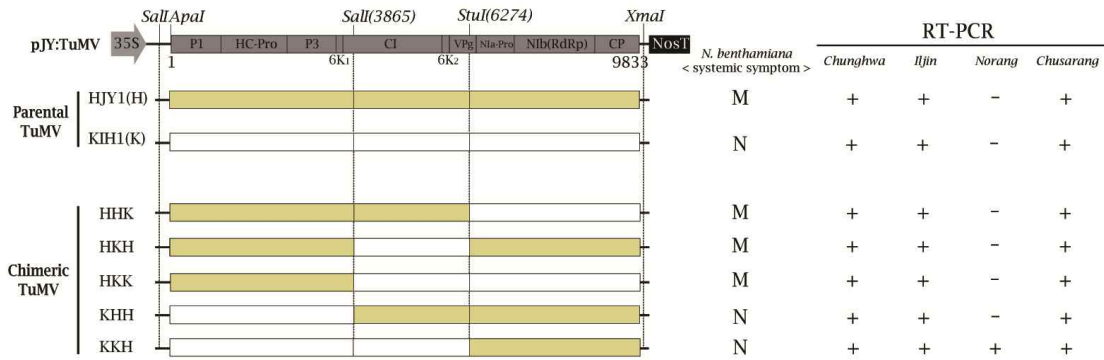 SalI ApaI SalI(3865) StuI(6274) XmaI
pJY:TuMV 35S P1 HC-Pro P3 CI VPg NIa-Pro NIb(RdRp) CP NosT
1 6K1 6K2 9833
RT-PCR
N. benthamiana
< systemic symptom >
Chunghwa Iljin Norang Chusarang
Parental
TuMV
HJY1(H) M + + - +
KIH1(K) N + + - +
Chimeric
TuMV
HHK M + + - +
HKH M + + - +
HKK M + + - +
KHH N + + - +
KKH N + + + +